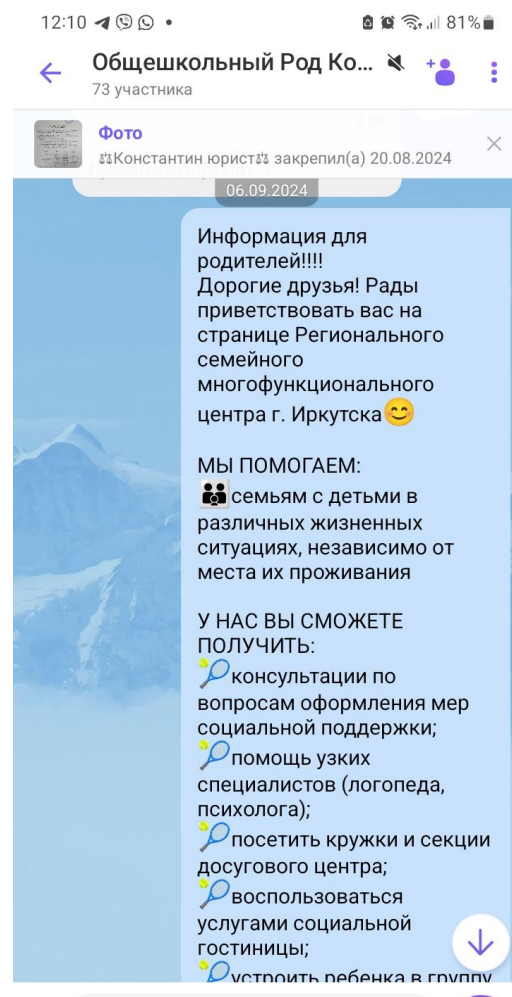 12:10
81%
Общешкольный Род Ко...
73 участника
Фото
⚖Константин юрист⚖ закрепил(а) 20.08.2024
06.09.2024
Информация для
родителей!!!!
Дорогие друзья! Рады
приветствовать вас на
странице Регионального
семейного
многофункционального
центра г. Иркутска😊
МЫ ПОМОГАЕМ:
👪семьям с детьми в
различных жизненных
ситуациях, независимо от
места их проживания
У НАС ВЫ СМОЖЕТЕ
ПОЛУЧИТЬ:
🎾консультации по
вопросам оформления мер
социальной поддержки;
🎾помощь узких
специалистов (логопеда,
психолога);
🎾посетить кружки и секции
досугового центра;
🎾воспользоваться
услугами социальной
гостиницы;
🎾устроить ребенка в группу